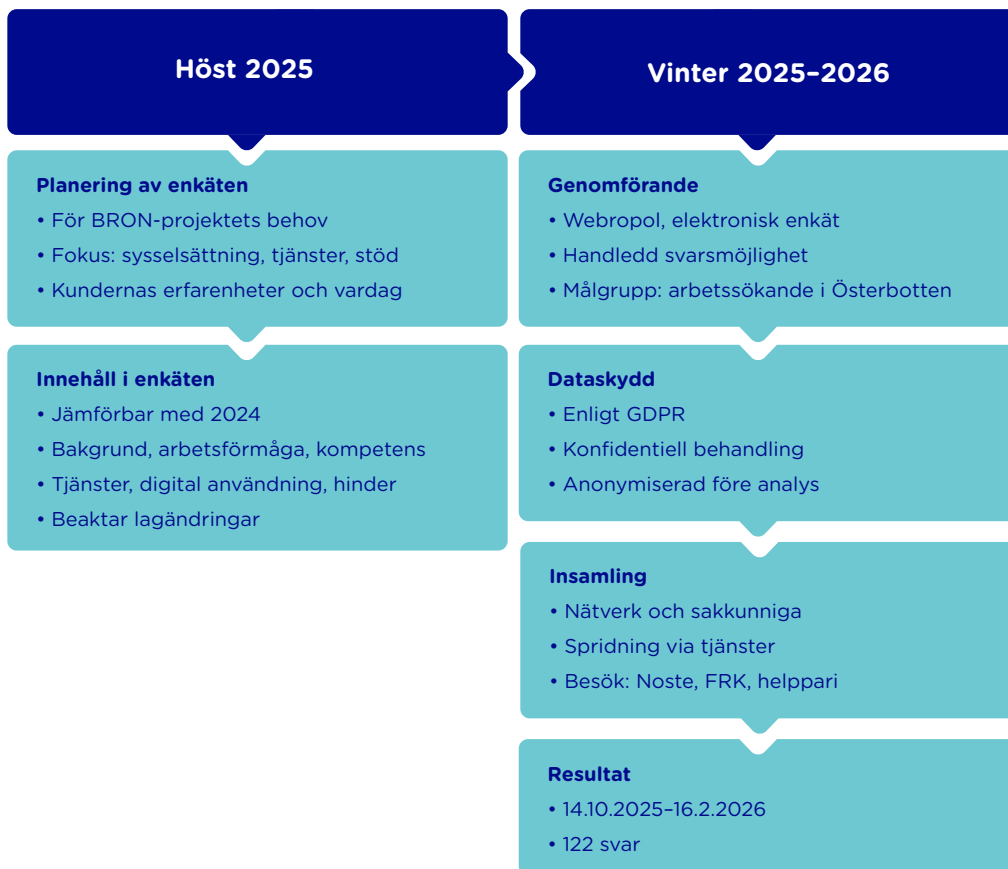 Höst 2025
Planering av enkäten
• För BRON-projektets behov
• Fokus: sysselsättning, tjänster, stöd
• Kundernas erfarenheter och vardag
Innehåll i enkäten
• Jämförbar med 2024
• Bakgrund, arbetsförmåga, kompetens
• Tjänster, digital användning, hinder
• Beaktar lagändringar
Vinter 2025–2026
Genomförande
• Webropol, elektronisk enkät
• Handledd svarsmöjlighet
• Målgrupp: arbetssökande i Österbotten
Dataskydd
• Enligt GDPR
• Konfidentiell behandling
• Anonymiserad före analys
Insamling
• Nätverk och sakkunniga
• Spridning via tjänster
• Besök: Noste, FRK, helppari
Resultat
• 14.10.2025–16.2.2026
• 122 svar